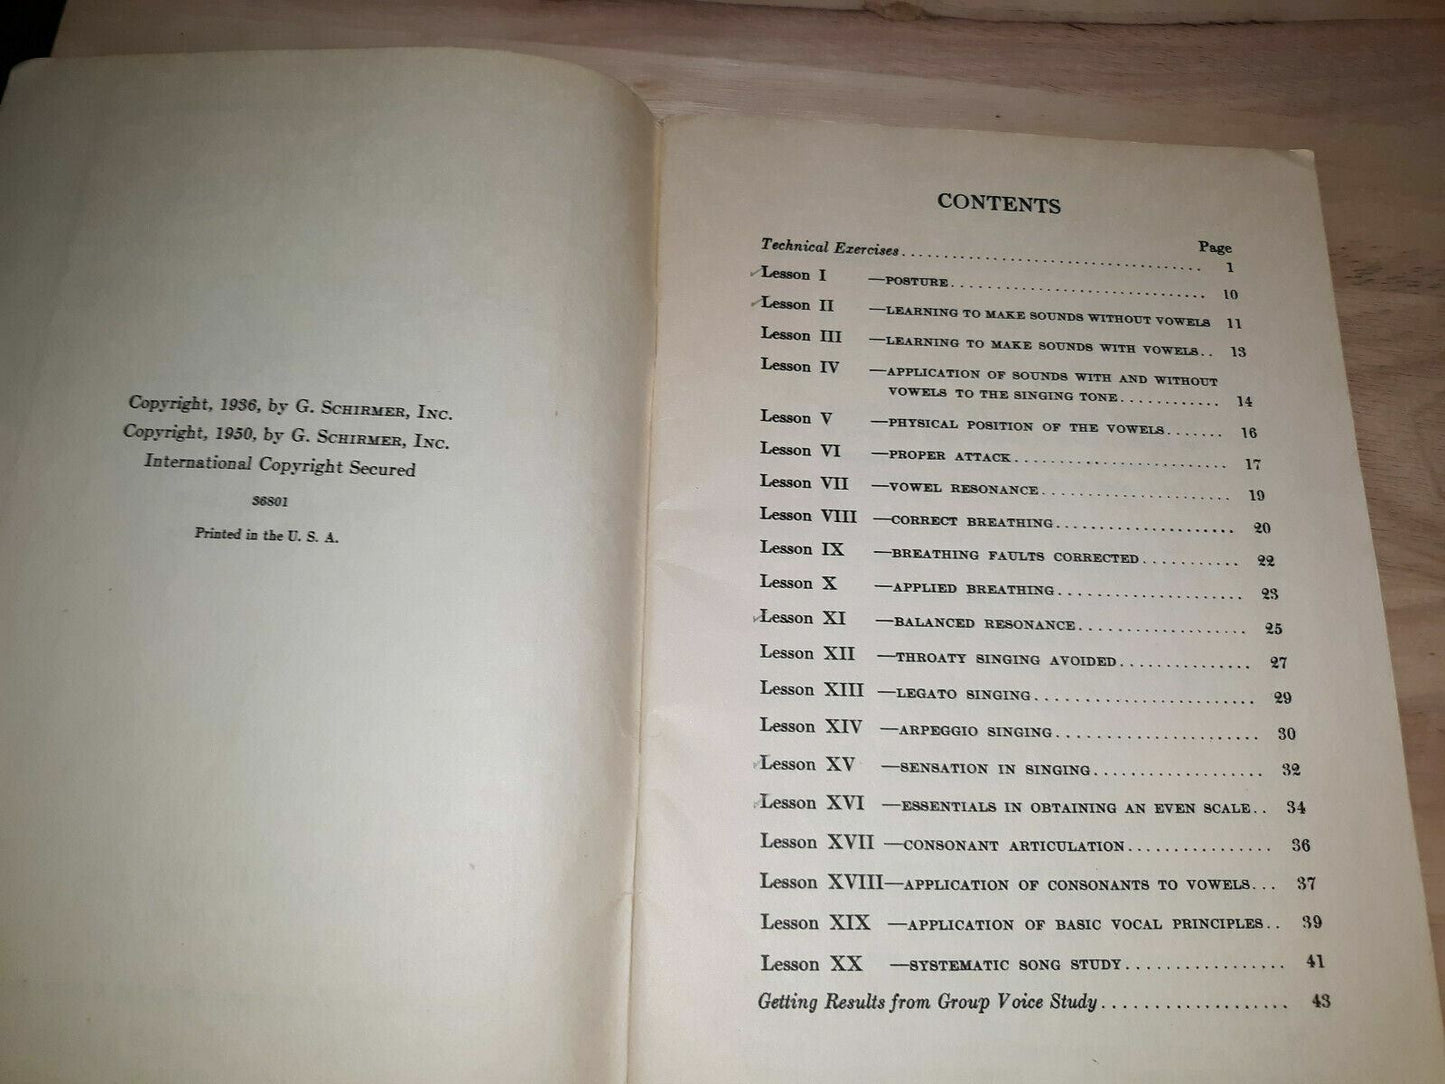 Copyright, 1936, by G. Schirmer, Inc.
Copyright, 1950, by G. Schirmer, Inc.
International Copyright Secured
36801
Printed in the U. S. A.
CONTENTS
Page
Technical Exercises.................................... 1
Lesson I —POSTURE.............................. 10
Lesson II —LEARNING TO MAKE SOUNDS WITHOUT VOWELS 11
Lesson III —LEARNING TO MAKE SOUNDS WITH VOWELS.. 13
Lesson IV —APPLICATION OF SOUNDS WITH AND WITHOUT
VOWELS TO THE SINGING TONE............ 14
Lesson V —PHYSICAL POSITION OF THE VOWELS....... 16
Lesson VI —PROPER ATTACK......................... 17
Lesson VII —VOWEL RESONANCE...................... 19
Lesson VIII —CORRECT BREATHING..................... 20
Lesson IX —BREATHING FAULTS CORRECTED........... 22
Lesson X —APPLIED BREATHING...................... 23
Lesson XI —BALANCED RESONANCE................... 25
Lesson XII —THROATY SINGING AVOIDED............... 27
Lesson XIII —LEGATO SINGING......................... 29
Lesson XIV —ARPEGGIO SINGING....................... 30
Lesson XV —SENSATION IN SINGING................... 32
Lesson XVI —ESSENTIALS IN OBTAINING AN EVEN SCALE.. 34
Lesson XVII —CONSONANT ARTICULATION................ 36
Lesson XVIII—APPLICATION OF CONSONANTS TO VOWELS... 37
Lesson XIX —APPLICATION OF BASIC VOCAL PRINCIPLES.. 39
Lesson XX —SYSTEMATIC SONG STUDY................. 41
Getting Results from Group Voice Study................... 43